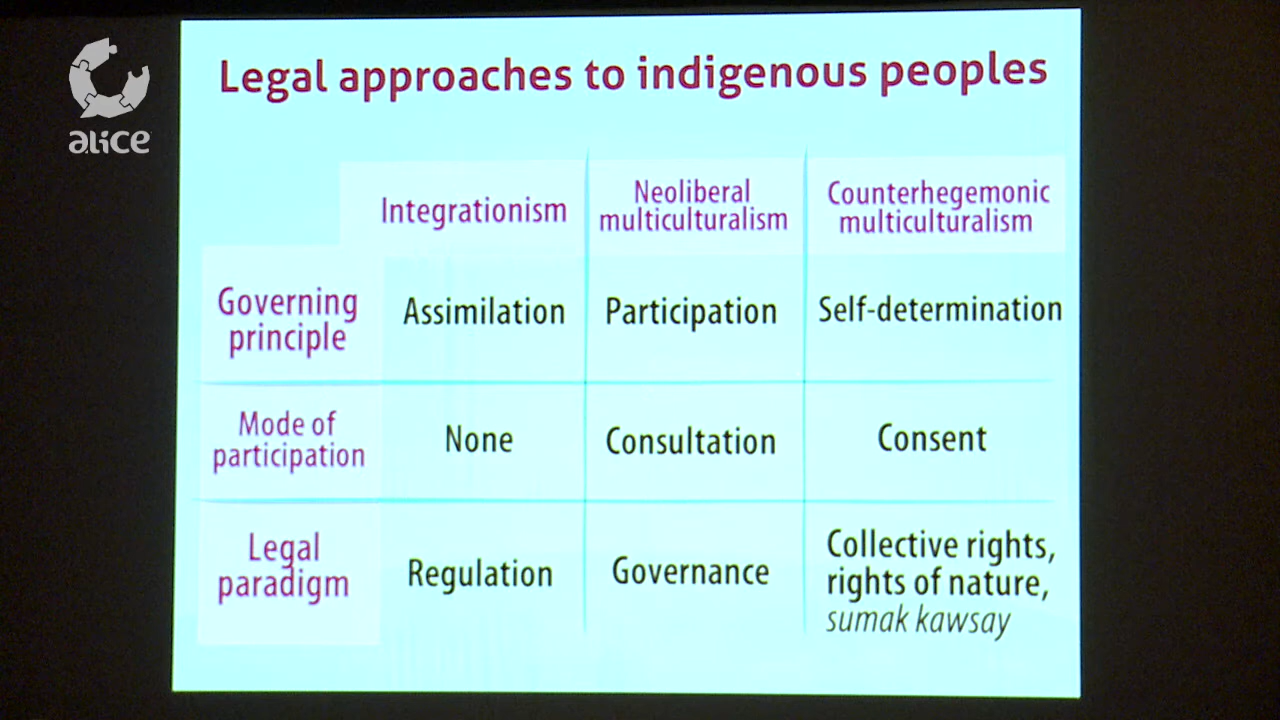 alice
Legal approaches to indigenous peoples
Integrationism
Neoliberal
multiculturalism
Counterhegemonic
multiculturalism
Governing
principle
Assimilation
Participation
Self-determination
Mode of
participation
None
Consultation
Consent
Legal
paradigm
Regulation
Governance
Collective rights,
rights of nature,
sumak kawsay